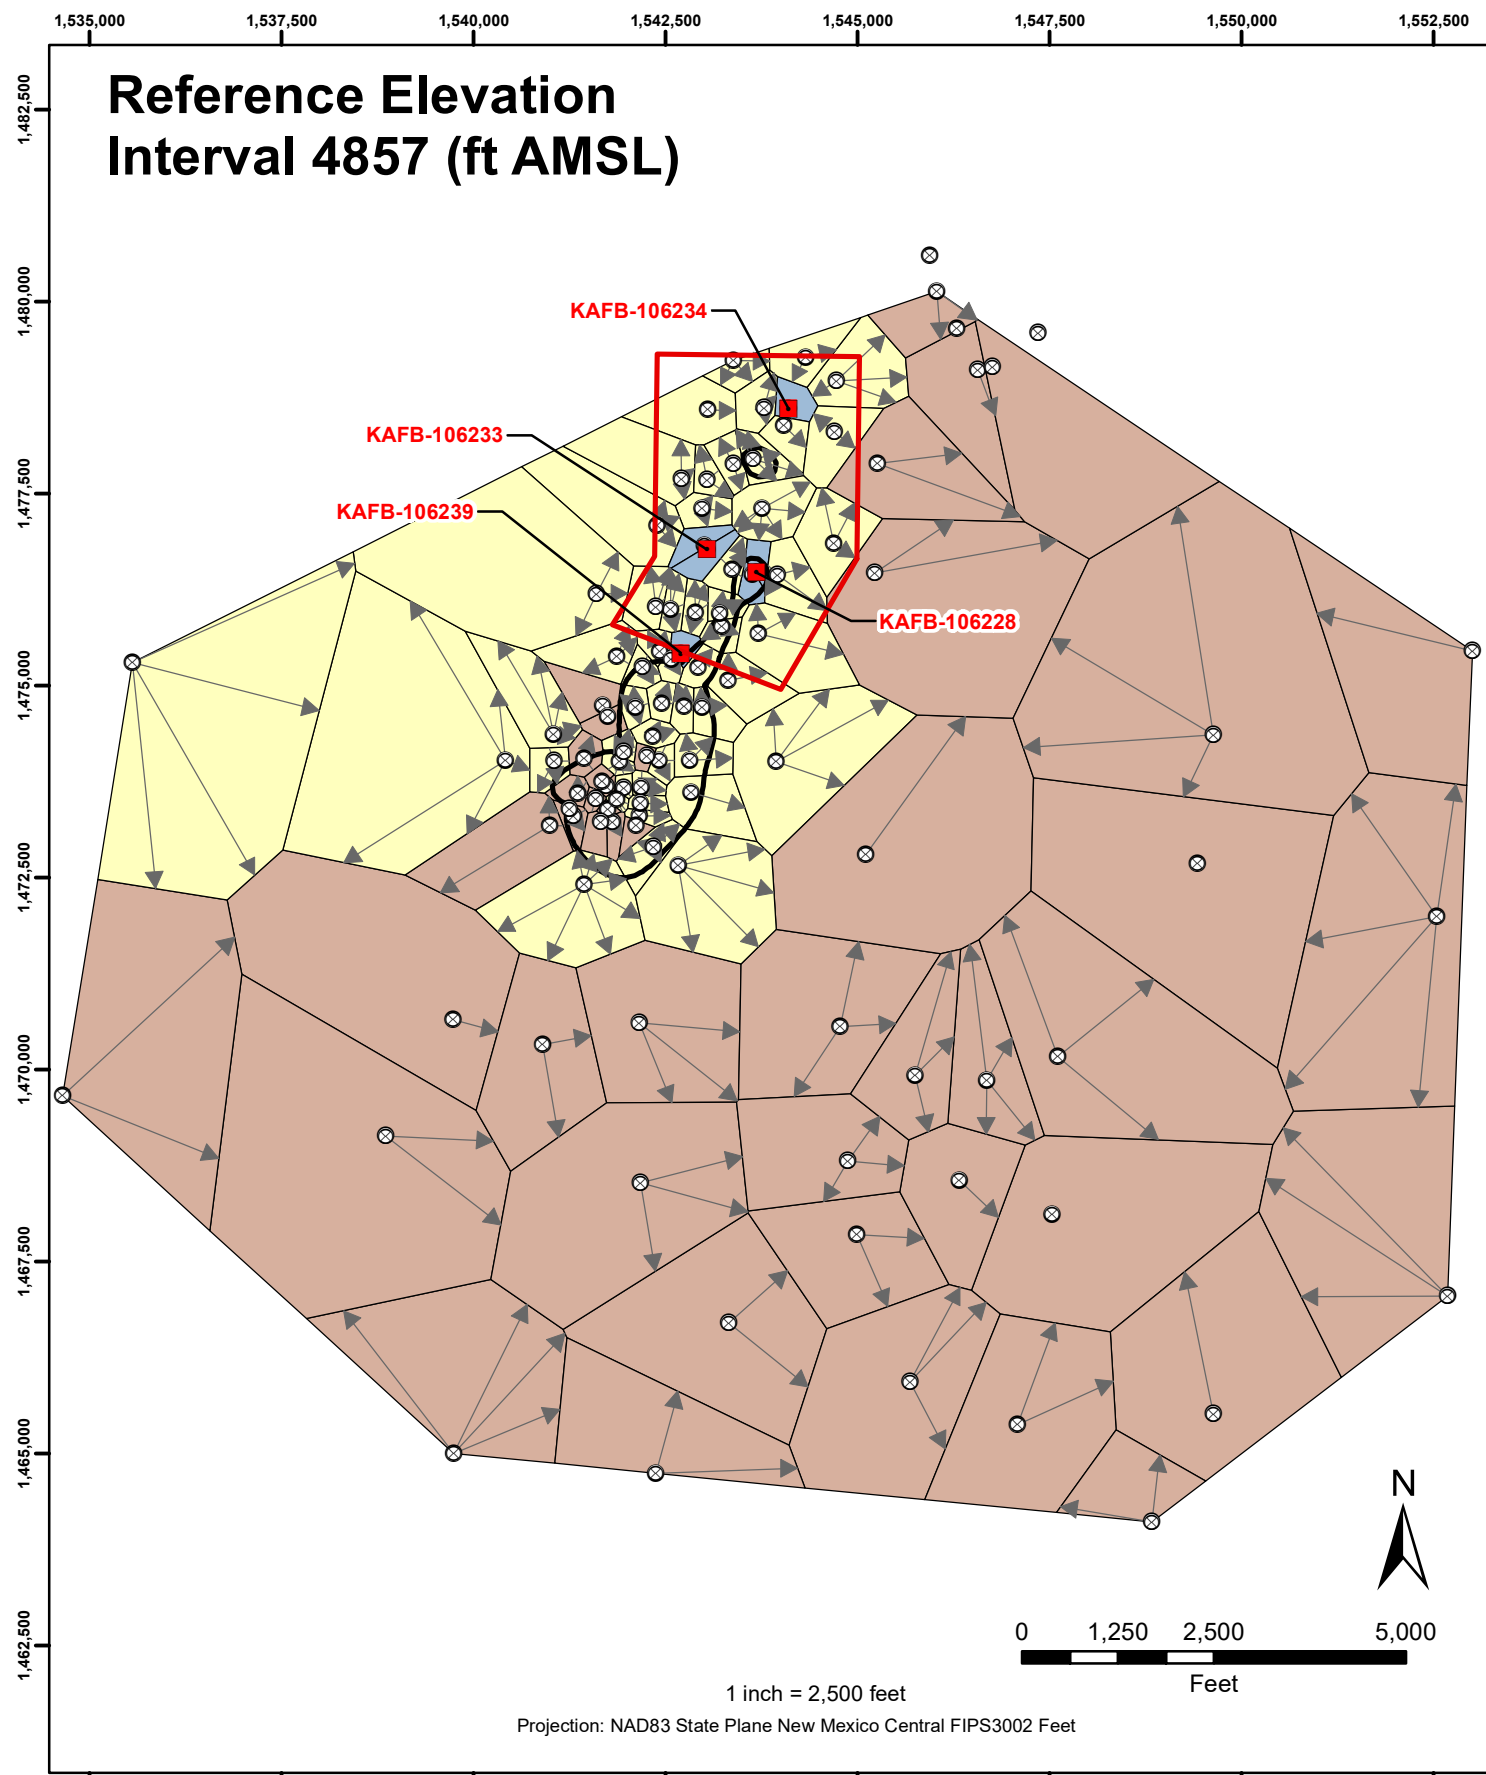 1,535,000
1,537,500
1,540,000
1,542,500
1,545,000
1,547,500
1,550,000
1,552,500
Reference Elevation
Interval 4857 (ft AMSL)
1,482,500
1,480,000
1,477,500
1,475,000
1,472,500
1,470,000
1,467,500
1,465,000
1,462,500
KAFB-106234
KAFB-106233
KAFB-106239
KAFB-106228
N
0
1,250
2,500
5,000
Feet
1 inch = 2,500 feet
Projection: NAD83 State Plane New Mexico Central FIPS3002 Feet